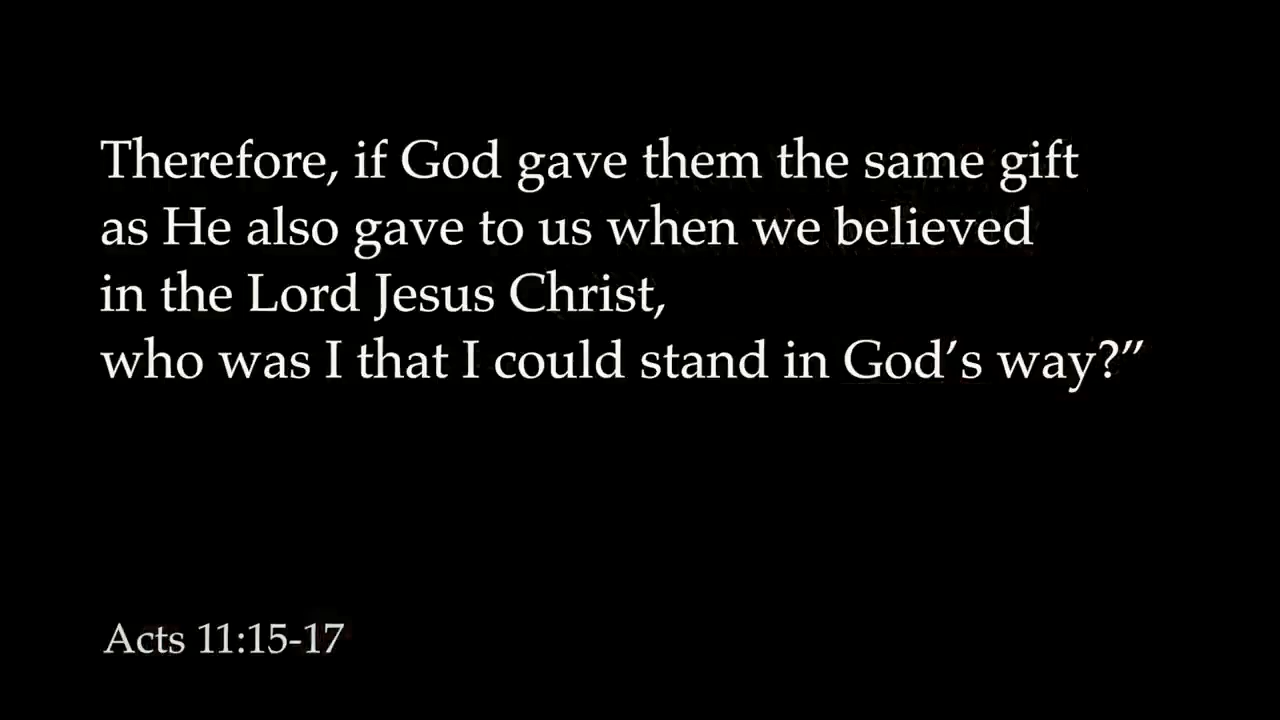 Therefore, if God gave them the same gift
as He also gave to us when we believed
in the Lord Jesus Christ,
who was I that I could stand in God’s way?”
Acts 11:15-17